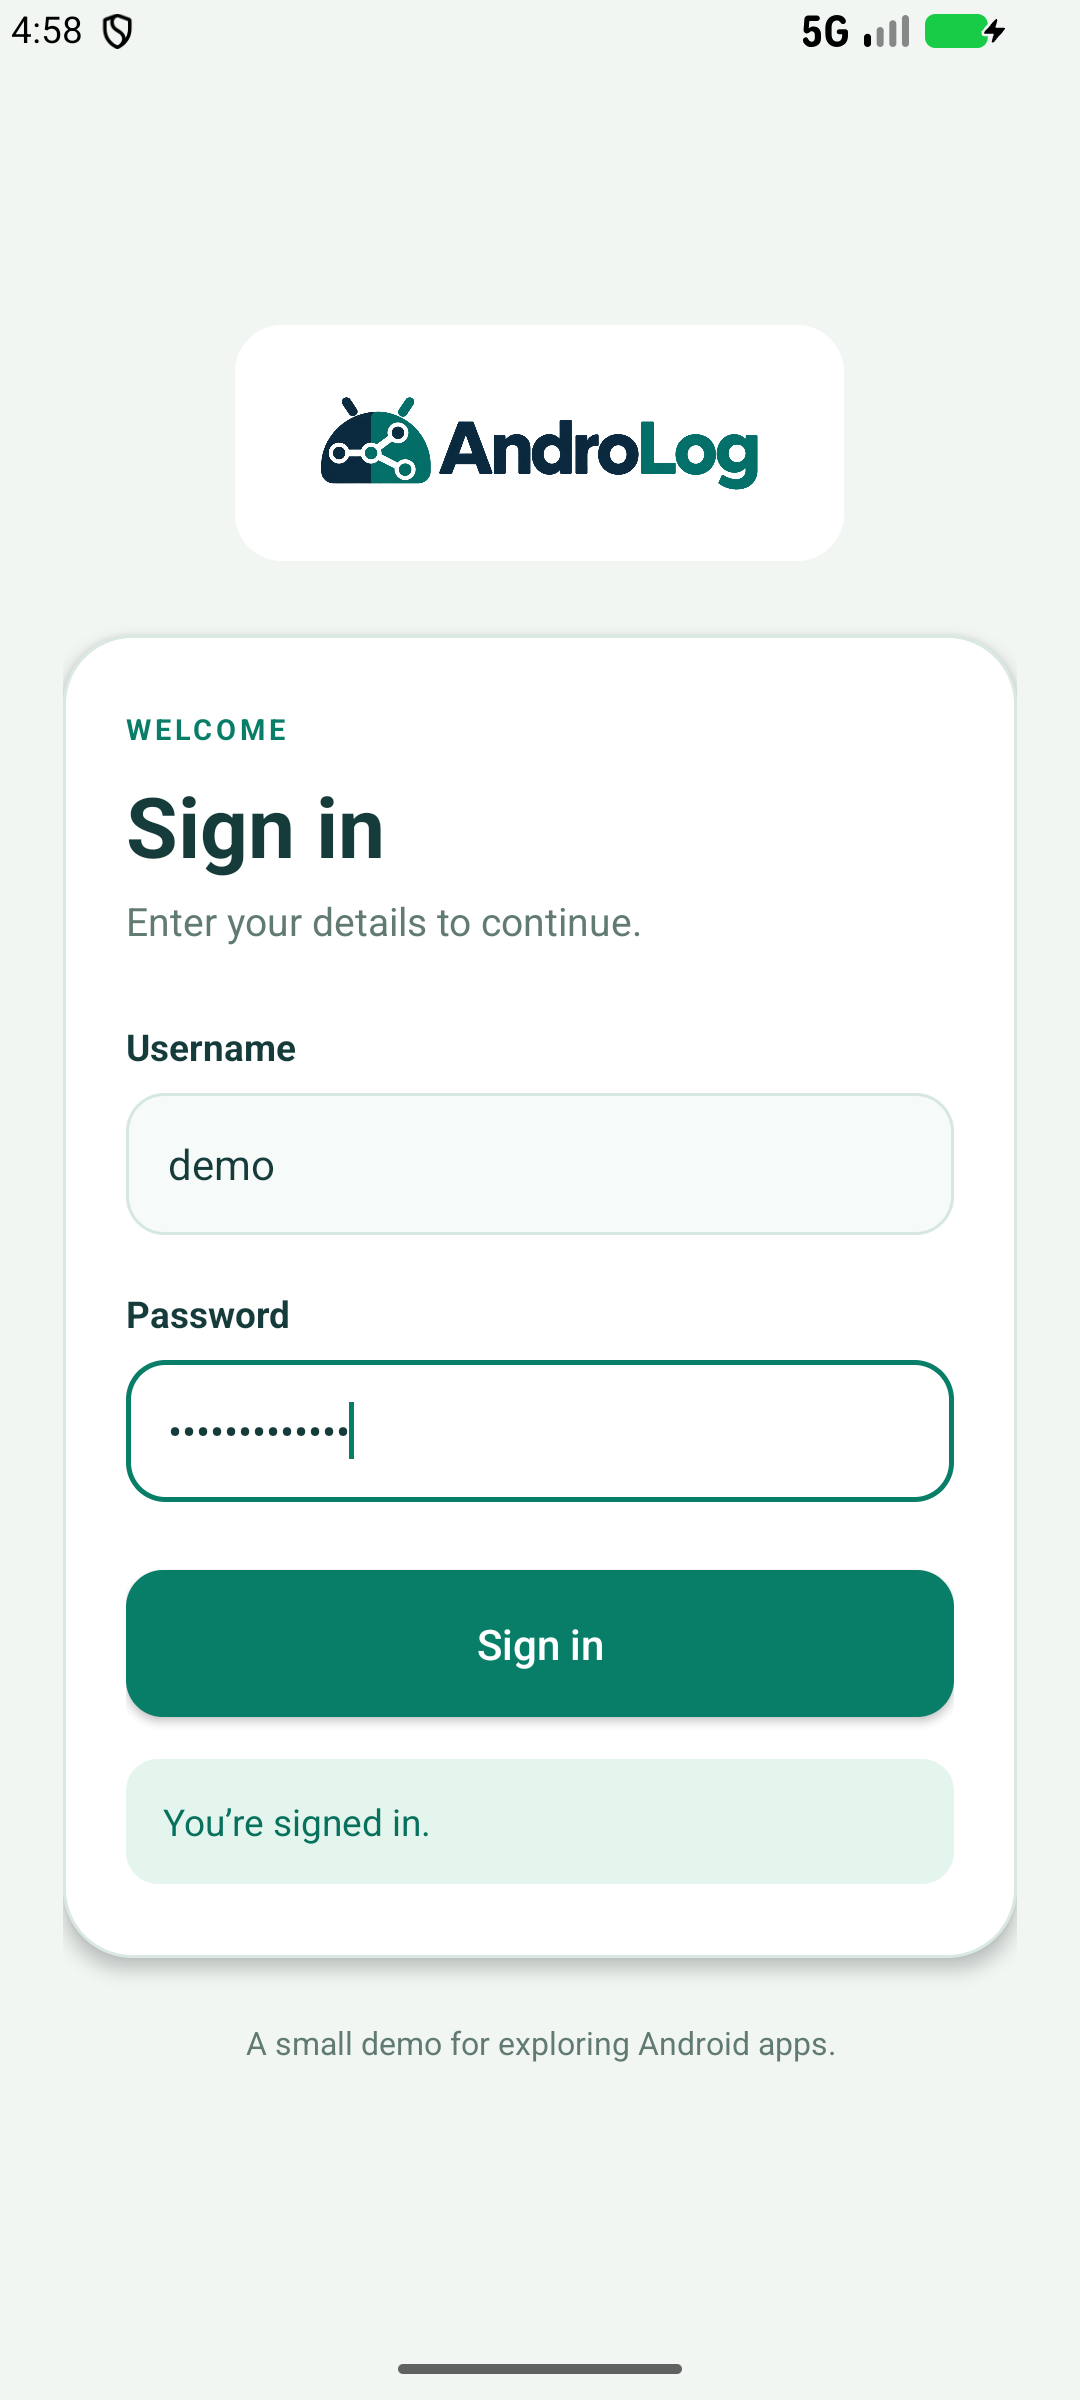 4:58
5G
AndroLog
WELCOME
Sign in
Enter your details to continue.
Username
demo
Password
•••••••••••••
Sign in
You’re signed in.
A small demo for exploring Android apps.